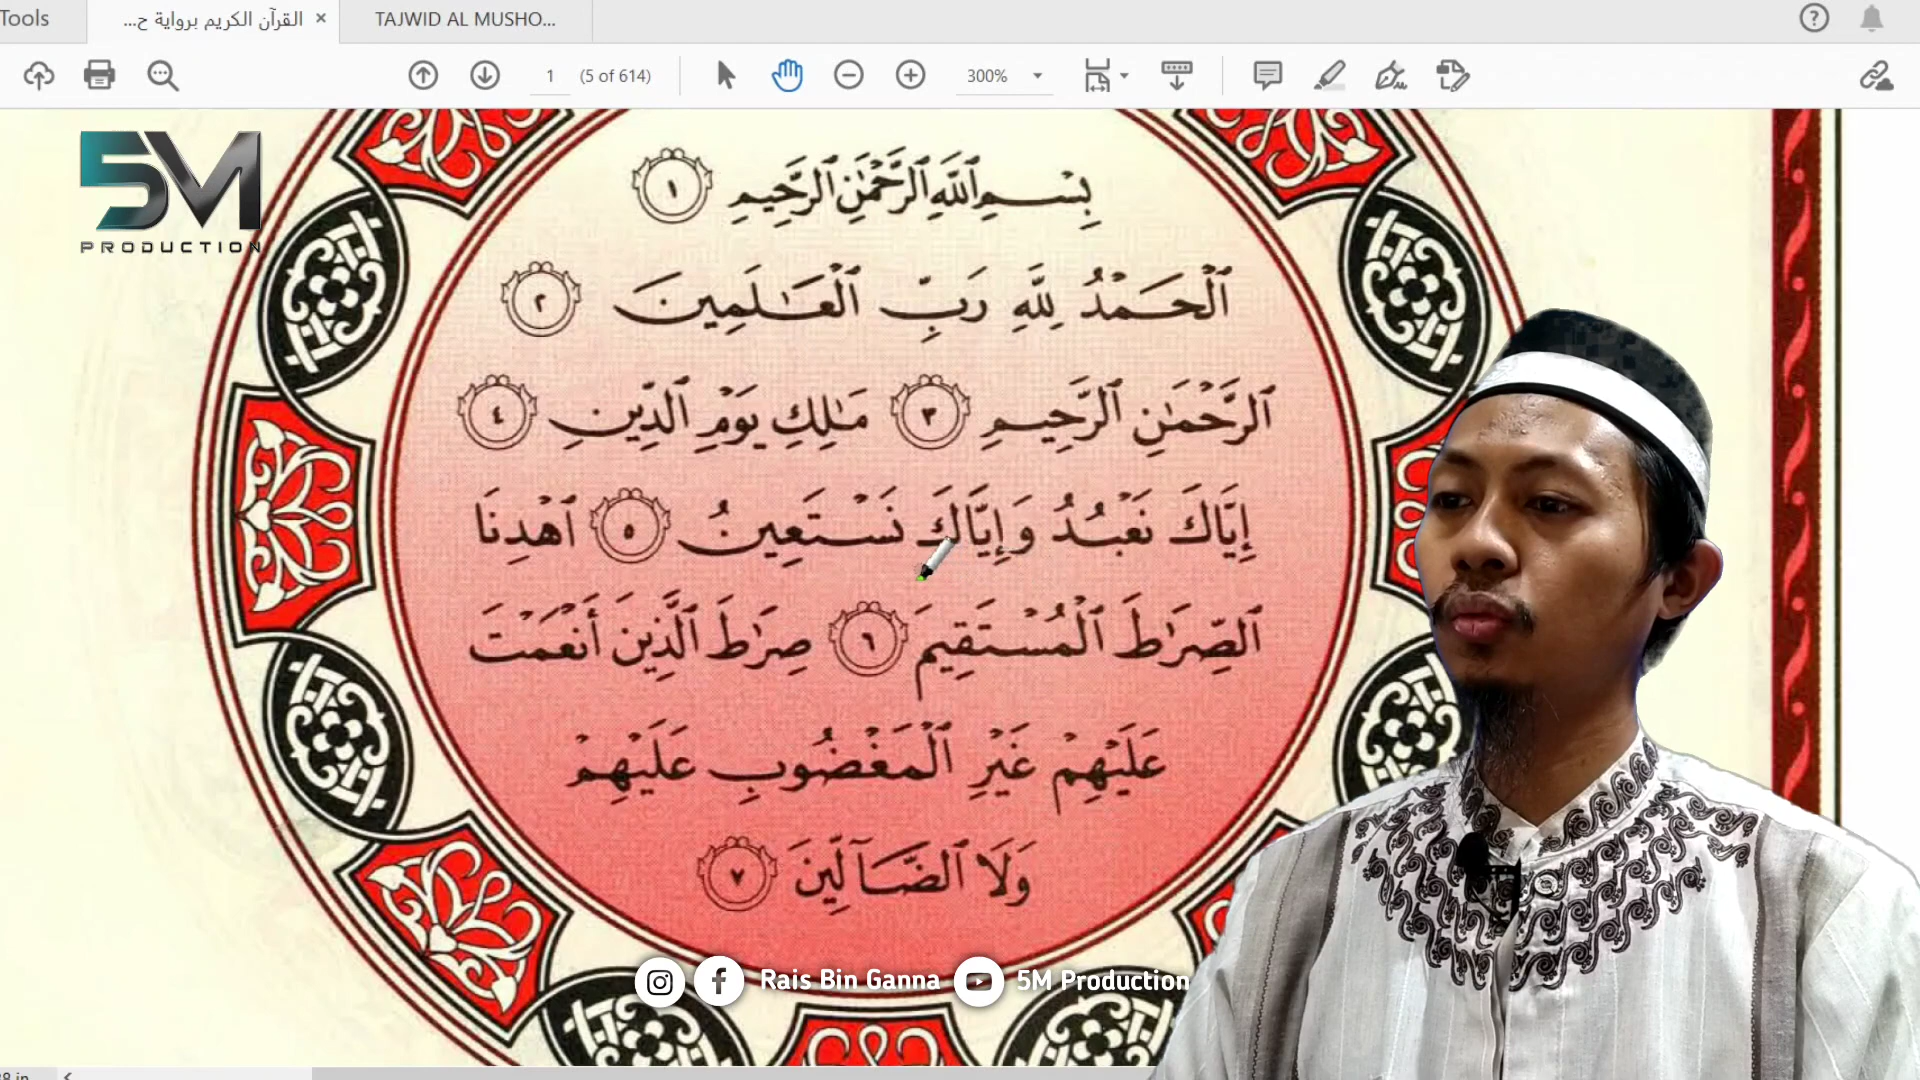 Tools
القرآن الكريم برواية ح...
TAJWID AL MUSHO...
1 (5 of 614)
300%
5M
PRODUCTION
بِسْمِ ٱللَّهِ ٱلرَّحْمَٰنِ ٱلرَّحِيمِ ١
ٱلْحَمْدُ لِلَّهِ رَبِّ ٱلْعَـٰلَمِينَ ٢
ٱلرَّحْمَٰنِ ٱلرَّحِيمِ ٣ مَـٰلِكِ يَوْمِ ٱلدِّينِ ٤
إِيَّاكَ نَعْبُدُ وَإِيَّاكَ نَسْتَعِينُ ٥ ٱهْدِنَا
ٱلصِّرَٰطَ ٱلْمُسْتَقِيمَ ٦ صِرَٰطَ ٱلَّذِينَ أَنْعَمْتَ
عَلَيْهِمْ غَيْرِ ٱلْمَغْضُوبِ عَلَيْهِمْ
وَلَا ٱلضَّآلِّينَ ٧
Rais Bin Ganna 5M Production